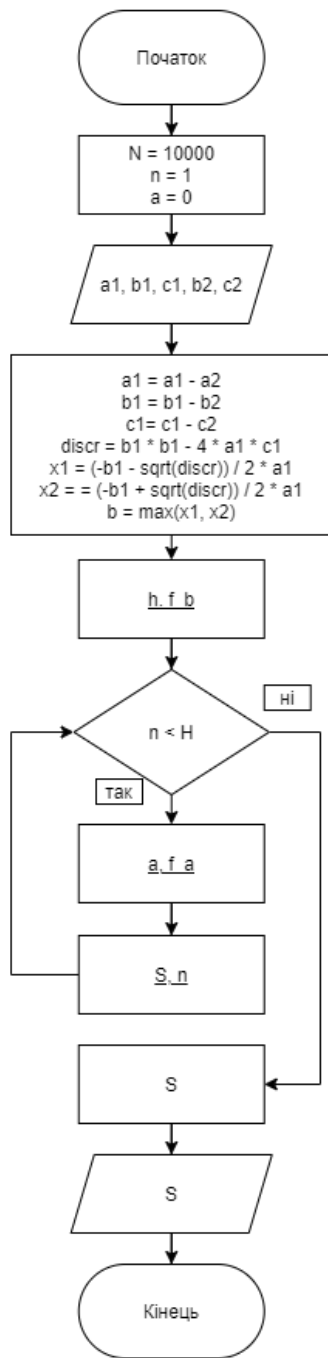 Початок
N = 10000
n = 1
a = 0
a1, b1, c1, b2, c2
a1 = a1 - a2
b1 = b1 - b2
c1= c1 - c2
discr = b1 * b1 - 4 * a1 * c1
x1 = (-b1 - sqrt(discr)) / 2 * a1
x2 = = (-b1 + sqrt(discr)) / 2 * a1
b = max(x1, x2)
h. f_b
ні
n < H
так
a, f_a
S, n
S
S
Кінець